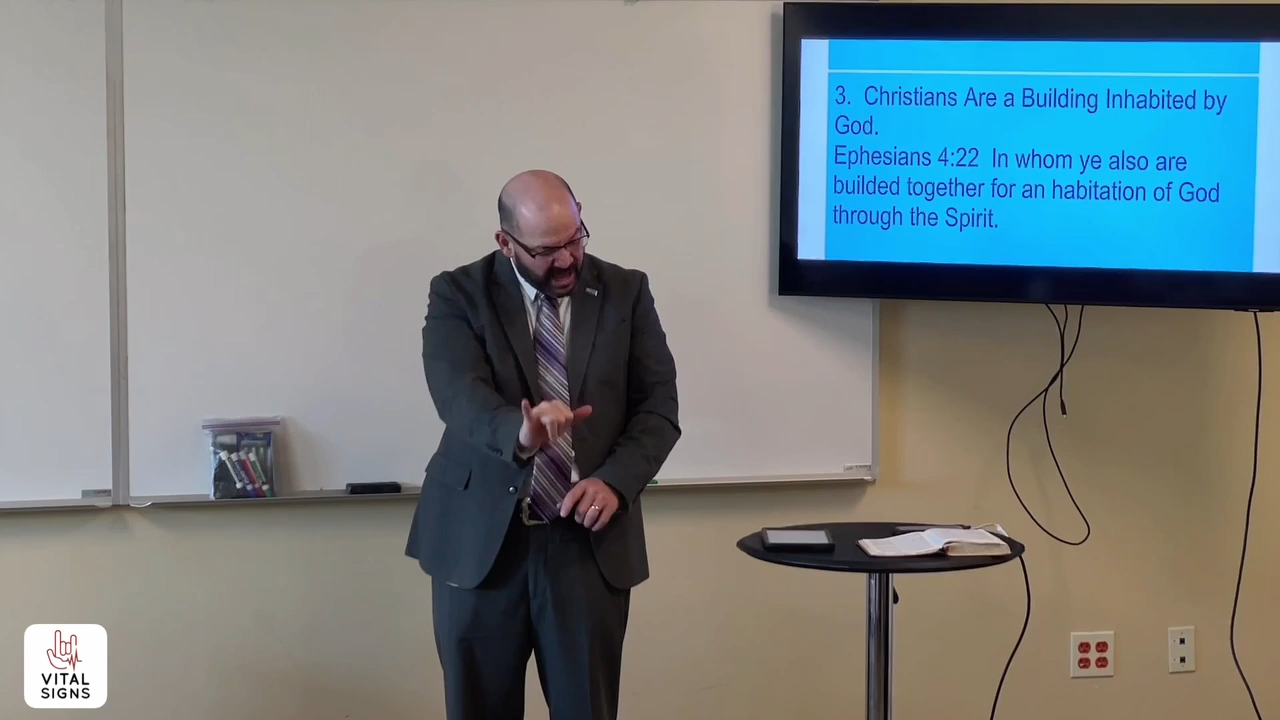 3.  Christians Are a Building Inhabited by
God.
Ephesians 4:22  In whom ye also are
builded together for an habitation of God
through the Spirit.
VITAL
SIGNS